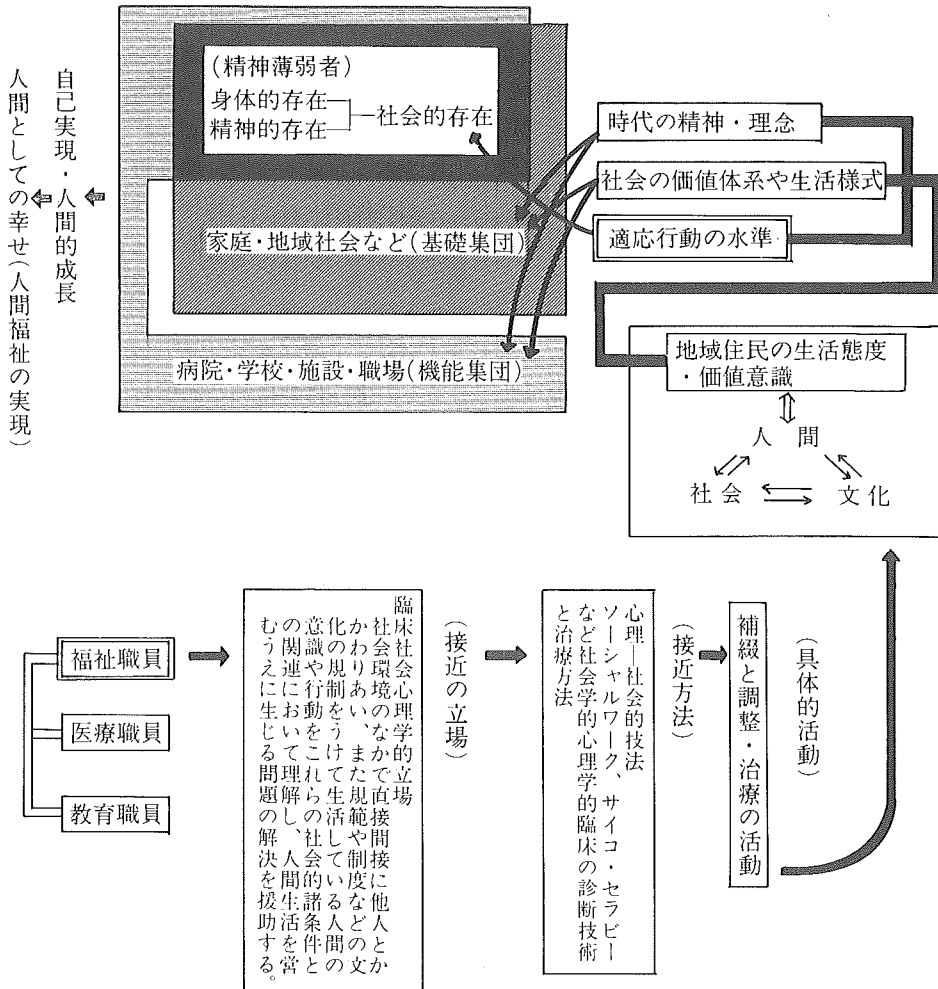 自己実現・人間的成長
人間としての幸せ(人間福祉の実現)
(精神薄弱者)
身体的存在
精神的存在
社会的存在
家庭・地域社会など(基礎集団)
病院・学校・施設・職場(機能集団)
時代の精神・理念
社会の価値体系や生活様式
適応行動の水準
地域住民の生活態度
・価値意識
人間
社会
文化
福祉職員
医療職員
教育職員
臨床社会心理学的立場
社会環境のなかで直接間接に他人とか
かわりあい、また規範や制度などの文
化の規制をうけて生活している人間の
意識や行動をこれらの社会的諸条件と
の関連において理解し、人間生活を営
むうえに生じる問題の解決を援助する。
(接近の立場)
心理―社会的技法
ソーシャルワーク、サイコ・セラピー
など社会学的心理学的臨床の診断技術
と治療方法
(接近方法)
補綴と調整・治療の活動
(具体的活動)